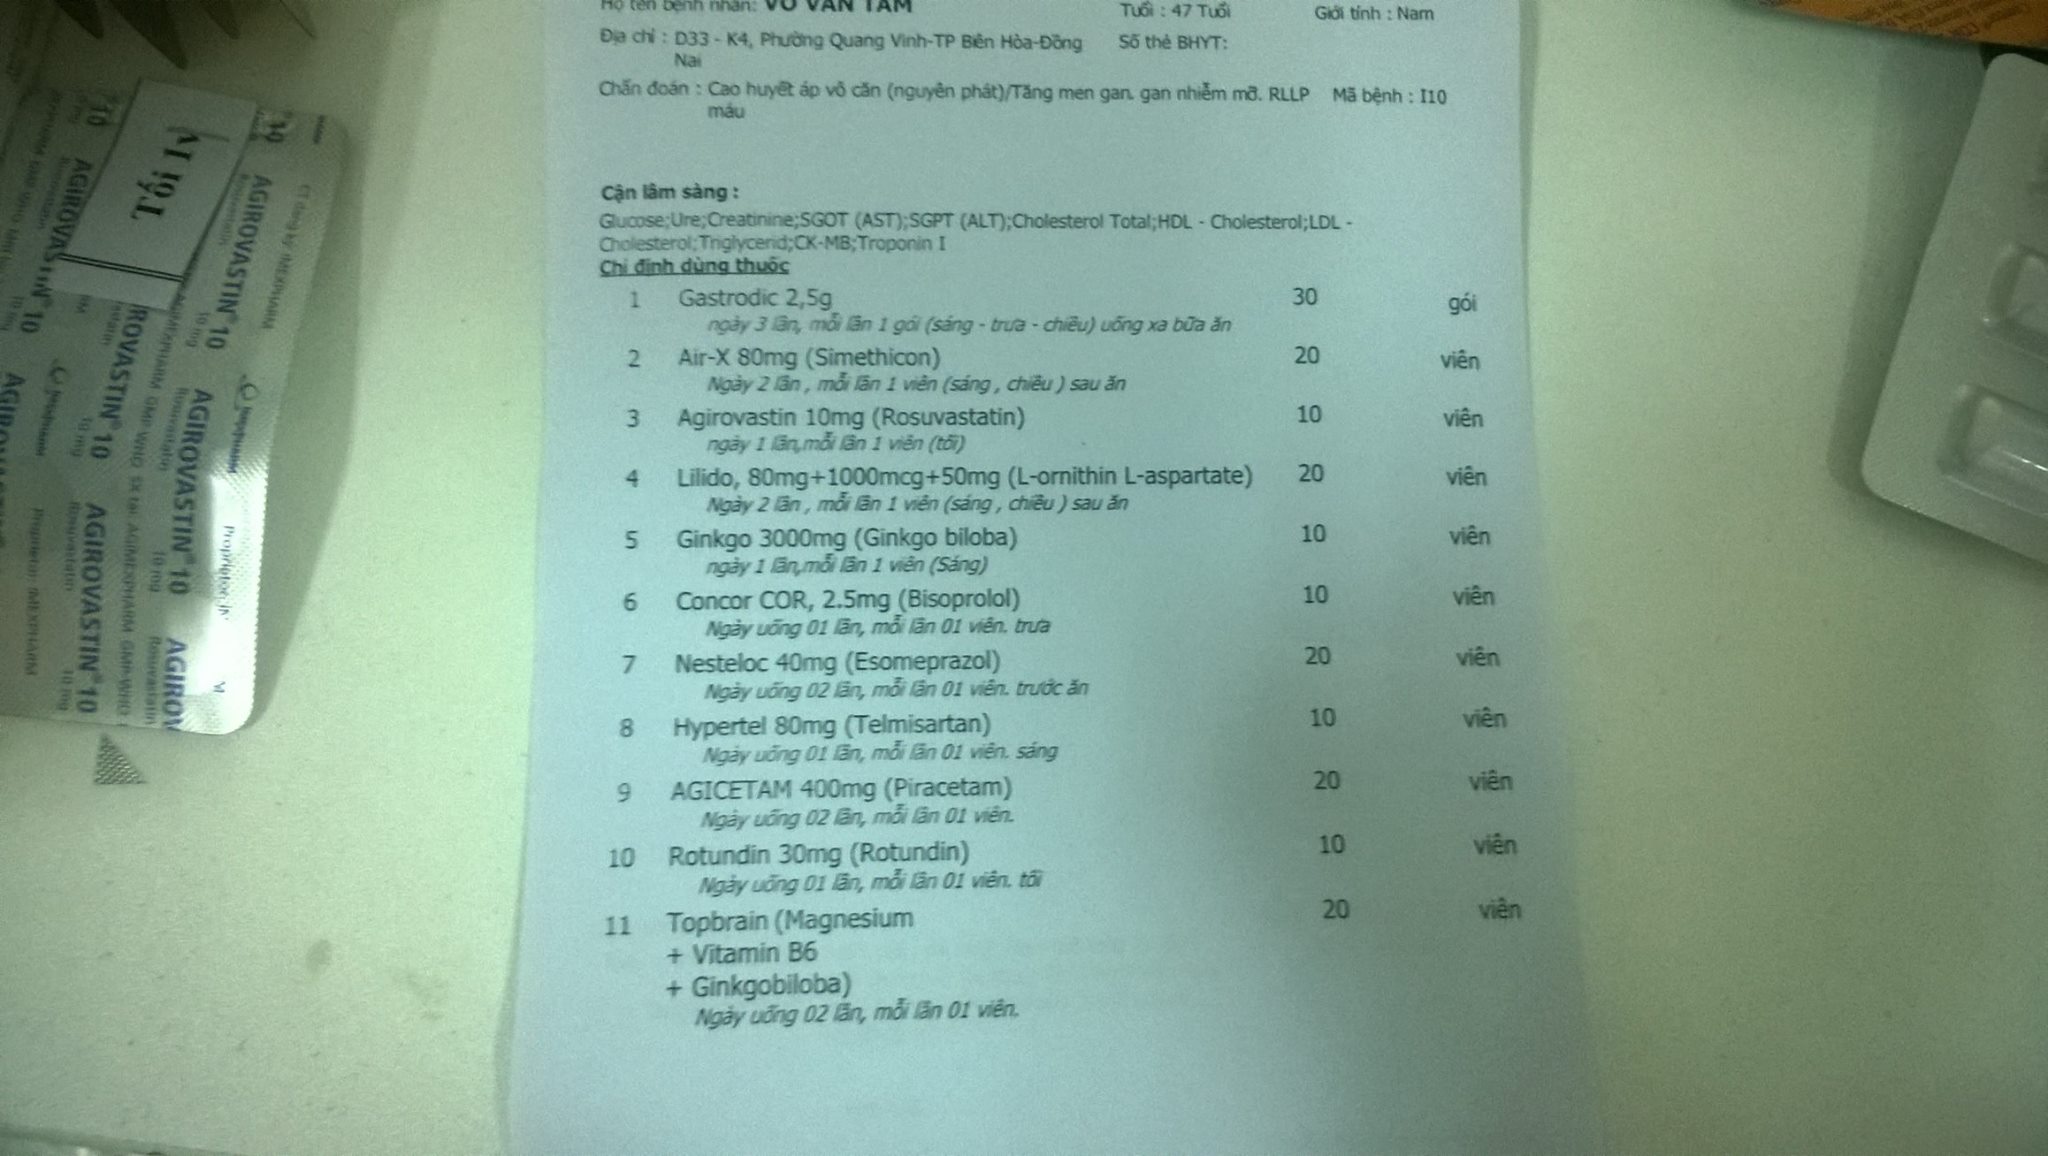 Họ tên bệnh nhân: VÕ VĂN TÂM Tuổi : 47 Tuổi Giới tính : Nam
Địa chỉ : D33 - K4, Phường Quang Vinh-TP Biên Hòa-Đồng Nai Số thẻ BHYT:
Chẩn đoán : Cao huyết áp vô căn (nguyên phát)/Tăng men gan. gan nhiễm mỡ. RLLP Mã bệnh : I10
máu
Cận lâm sàng :
Glucose;Ure;Creatinine;SGOT (AST);SGPT (ALT);Cholesterol Total;HDL - Cholesterol;LDL -
Cholesterol;Triglycerid;CK-MB;Troponin I
Chỉ định dùng thuốc
1 Gastrodic 2,5g 30 gói
ngày 3 lần, mỗi lần 1 gói (sáng - trưa - chiều) uống xa bữa ăn
2 Air-X 80mg (Simethicon) 20 viên
Ngày 2 lần , mỗi lần 1 viên (sáng , chiều ) sau ăn
3 Agirovastin 10mg (Rosuvastatin) 10 viên
ngày 1 lần,mỗi lần 1 viên (tối)
4 Lilido, 80mg+1000mcg+50mg (L-ornithin L-aspartate) 20 viên
Ngày 2 lần , mỗi lần 1 viên (sáng , chiều ) sau ăn
5 Ginkgo 3000mg (Ginkgo biloba) 10 viên
ngày 1 lần,mỗi lần 1 viên (Sáng)
6 Concor COR, 2.5mg (Bisoprolol) 10 viên
Ngày uống 01 lần, mỗi lần 01 viên. trưa
7 Nesteloc 40mg (Esomeprazol) 20 viên
Ngày uống 02 lần, mỗi lần 01 viên. trước ăn
8 Hypertel 80mg (Telmisartan) 10 viên
Ngày uống 01 lần, mỗi lần 01 viên. sáng
9 AGICETAM 400mg (Piracetam) 20 viên
Ngày uống 02 lần, mỗi lần 01 viên.
10 Rotundin 30mg (Rotundin) 10 viên
Ngày uống 01 lần, mỗi lần 01 viên. tối
11 Topbrain (Magnesium 20 viên
+ Vitamin B6
+ Ginkgobiloba)
Ngày uống 02 lần, mỗi lần 01 viên.
Tối 1V
AGIROVASTIN® 10
Rosuvastatin 10 mg
AGIROVASTIN® 10
Rosuvastatin 10 mg
AGIROVASTIN® 10
Rosuvastatin 10 mg